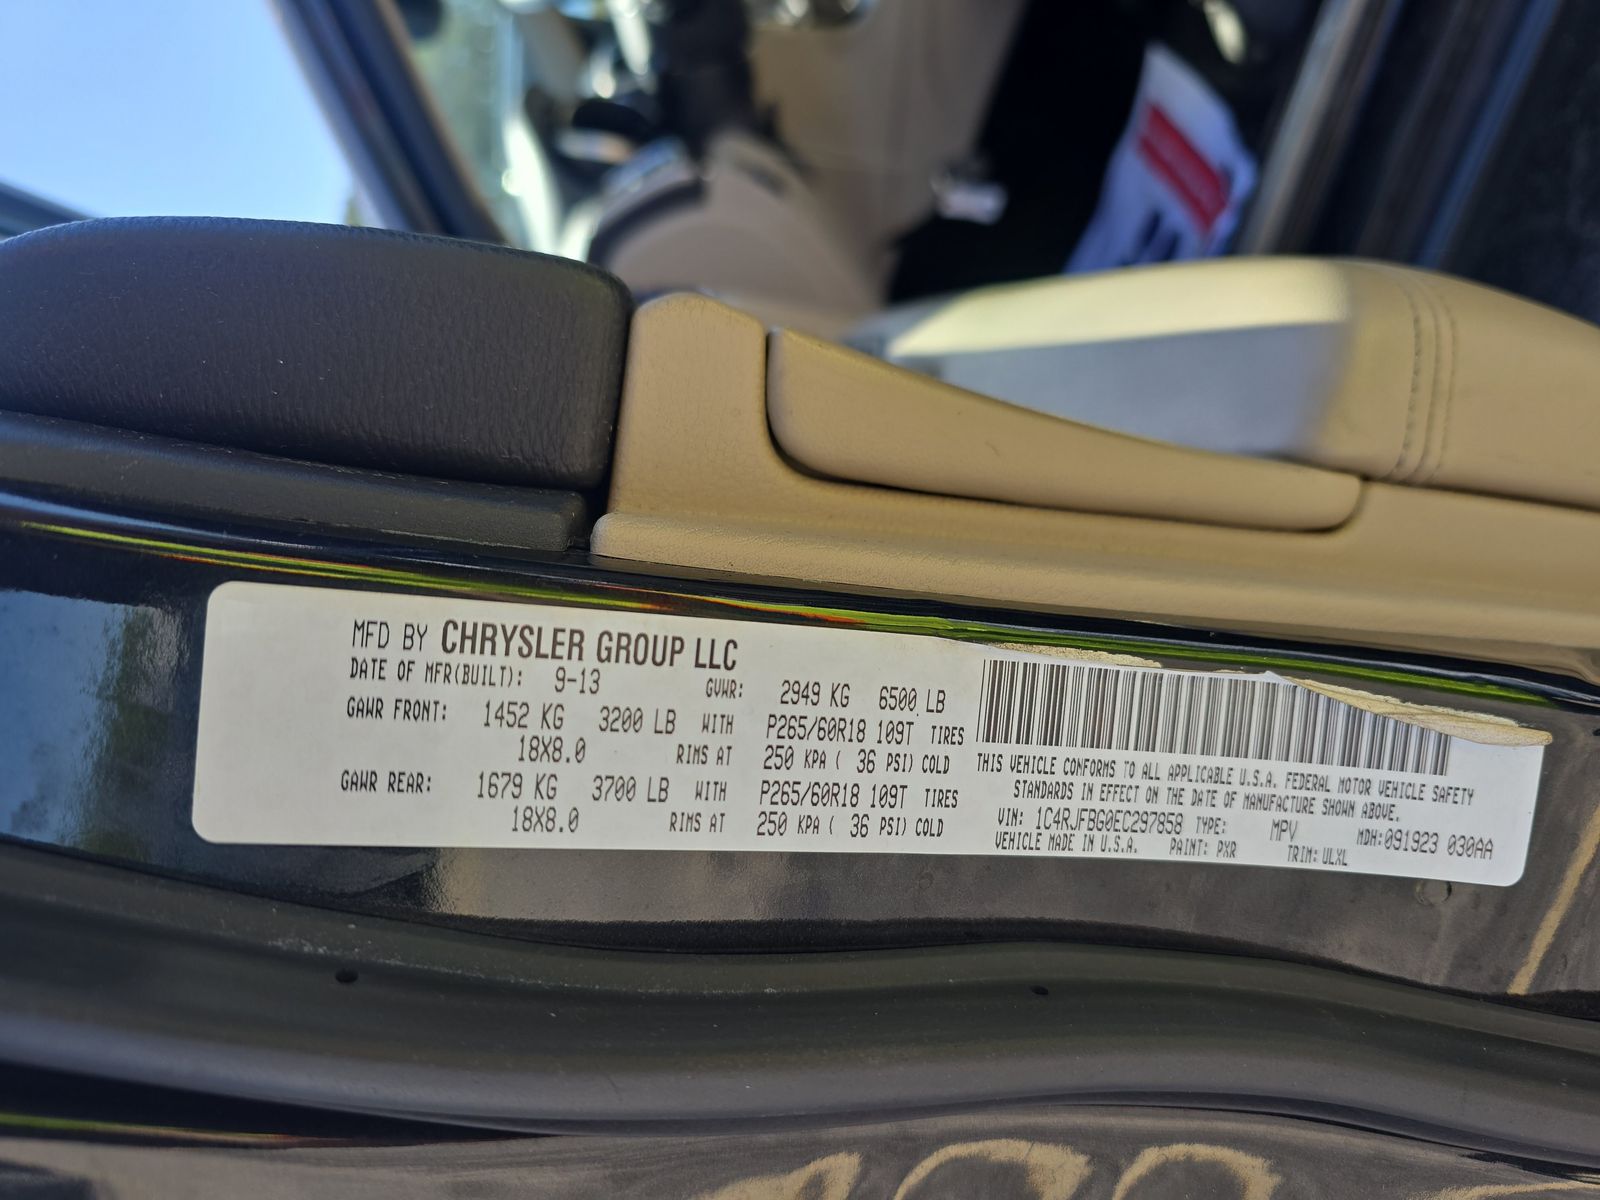 MFD BY CHRYSLER GROUP LLC
DATE OF MFR(BUILT): 9-13 GVWR: 2949 KG 6500 LB
GAWR FRONT: 1452 KG 3200 LB WITH P265/60R18 109T TIRES
18X8.0 RIMS AT 250 KPA ( 36 PSI) COLD
GAWR REAR: 1679 KG 3700 LB WITH P265/60R18 109T TIRES
18X8.0 RIMS AT 250 KPA ( 36 PSI) COLD
THIS VEHICLE CONFORMS TO ALL APPLICABLE U.S.A. FEDERAL MOTOR VEHICLE SAFETY
STANDARDS IN EFFECT ON THE DATE OF MANUFACTURE SHOWN ABOVE.
VIN: 1C4RJFBG0EC297858 TYPE: MPV MDH:091923 030AA
VEHICLE MADE IN U.S.A. PAINT: PXR TRIM: ULXL